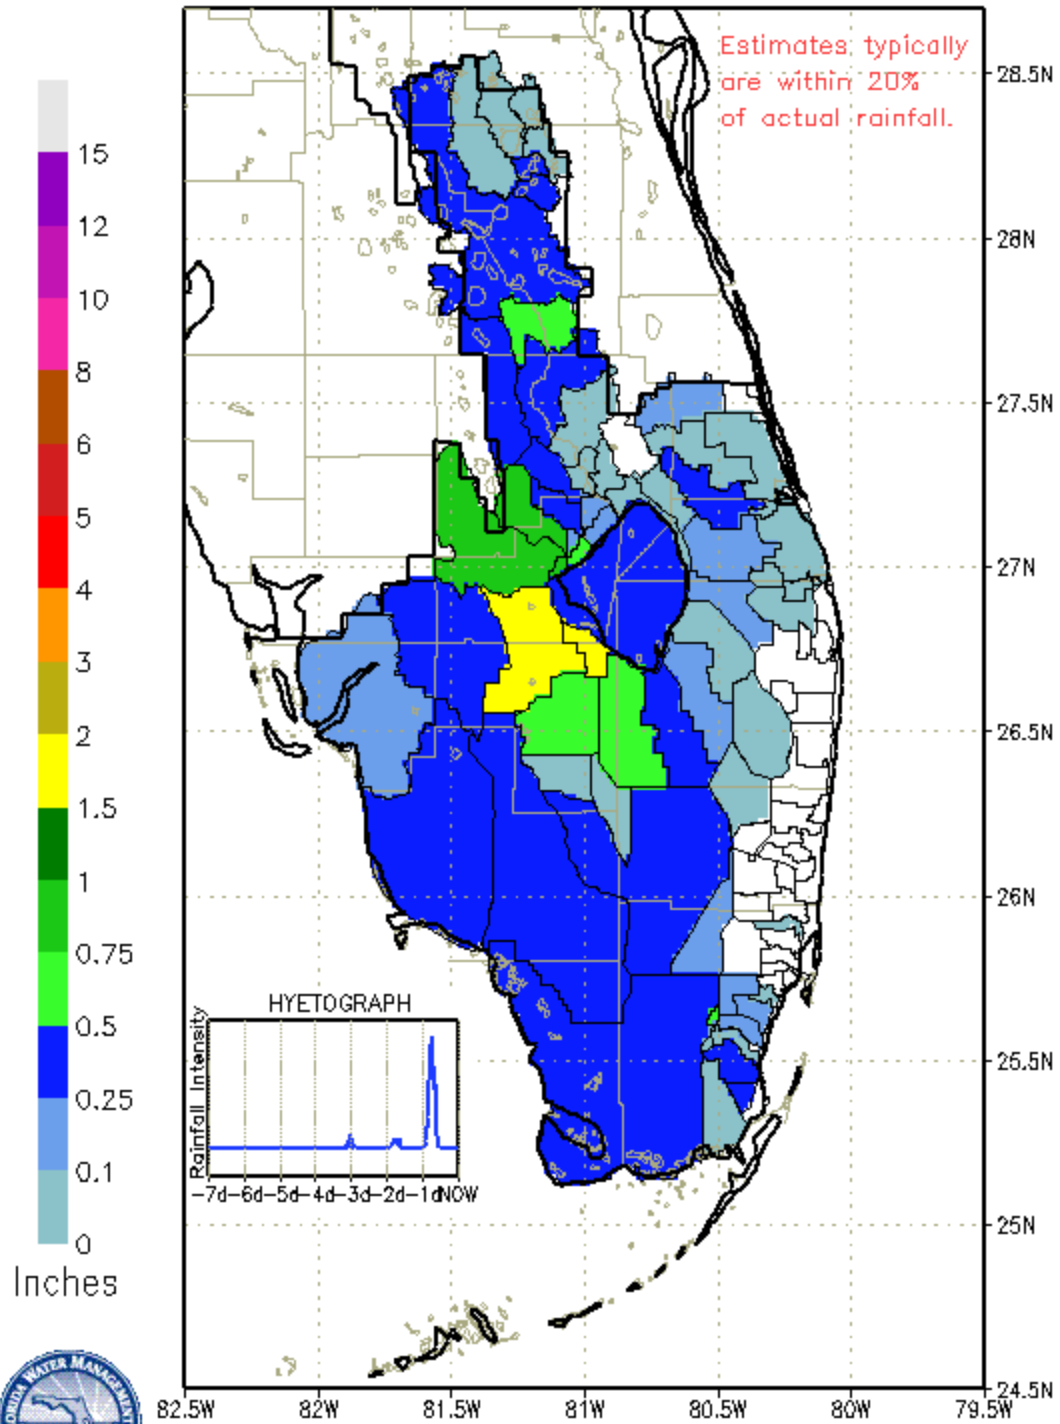 Estimates typically
are within 20%
of actual rainfall.
15
12
10
8
6
5
4
3
2
1.5
1
0.75
0.5
0.25
0.1
0
Inches
28.5N
28N
27.5N
27N
26.5N
26N
25.5N
25N
24.5N
HYETOGRAPH
Rainfall Intensity
-7d-6d-5d-4d-3d-2d-1dNOW
82.5W 82W 81.5W 81W 80.5W 80W 79.5W
WATER MANAGEMENT